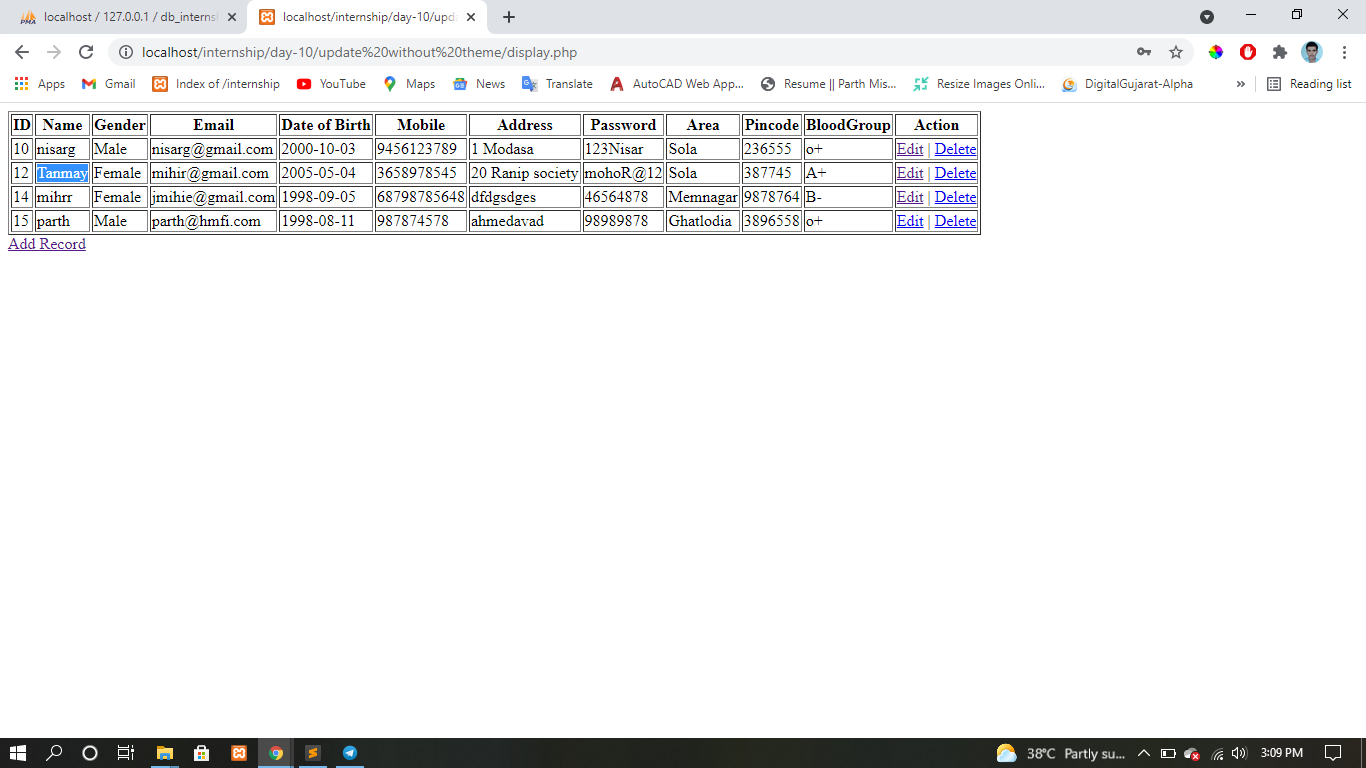 localhost / 127.0.0.1 / db_interns
localhost/internship/day-10/upda
localhost/internship/day-10/update%20without%20theme/display.php
Apps Gmail Index of /internship YouTube Maps News Translate AutoCAD Web App... Resume || Parth Mis... Resize Images Onli... DigitalGujarat-Alpha » Reading list
ID Name Gender Email Date of Birth Mobile Address Password Area Pincode BloodGroup Action
10 nisarg Male nisarg@gmail.com 2000-10-03 9456123789 1 Modasa 123Nisar Sola 236555 o+ Edit | Delete
12 Tanmay Female mihir@gmail.com 2005-05-04 3658978545 20 Ranip society mohoR@12 Sola 387745 A+ Edit | Delete
14 mihrr Female jmihie@gmail.com 1998-09-05 68798785648 dfdgsdges 46564878 Memnagar 9878764 B- Edit | Delete
15 parth Male parth@hmfi.com 1998-08-11 987874578 ahmedavad 98989878 Ghatlodia 3896558 o+ Edit | Delete
Add Record
38°C Partly su... 3:09 PM